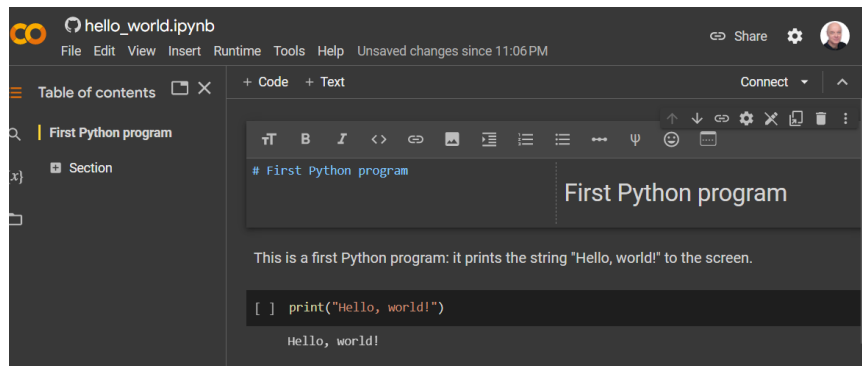 hello_world.ipynb
File Edit View Insert Runtime Tools Help Unsaved changes since 11:06 PM
Share
Table of contents
+ Code + Text
Connect
First Python program
Section
{x}
# First Python program
First Python program
This is a first Python program: it prints the string "Hello, world!" to the screen.
[ ] print("Hello, world!")
Hello, world!